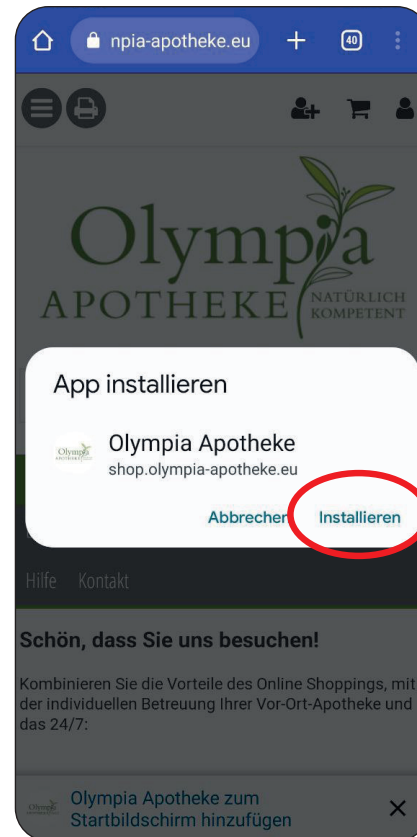 npia-apotheke.eu
40
Olympia
APOTHEKE
NATÜRLICH
KOMPETENT
App installieren
Olympia
Olympia Apotheke
shop.olympia-apotheke.eu
Abbrechen Installieren
Hilfe Kontakt
Schön, dass Sie uns besuchen!
Kombinieren Sie die Vorteile des Online Shoppings, mit
der individuellen Betreuung Ihrer Vor-Ort-Apotheke und
das 24/7:
Olympia
Olympia Apotheke zum
Startbildschirm hinzufügen